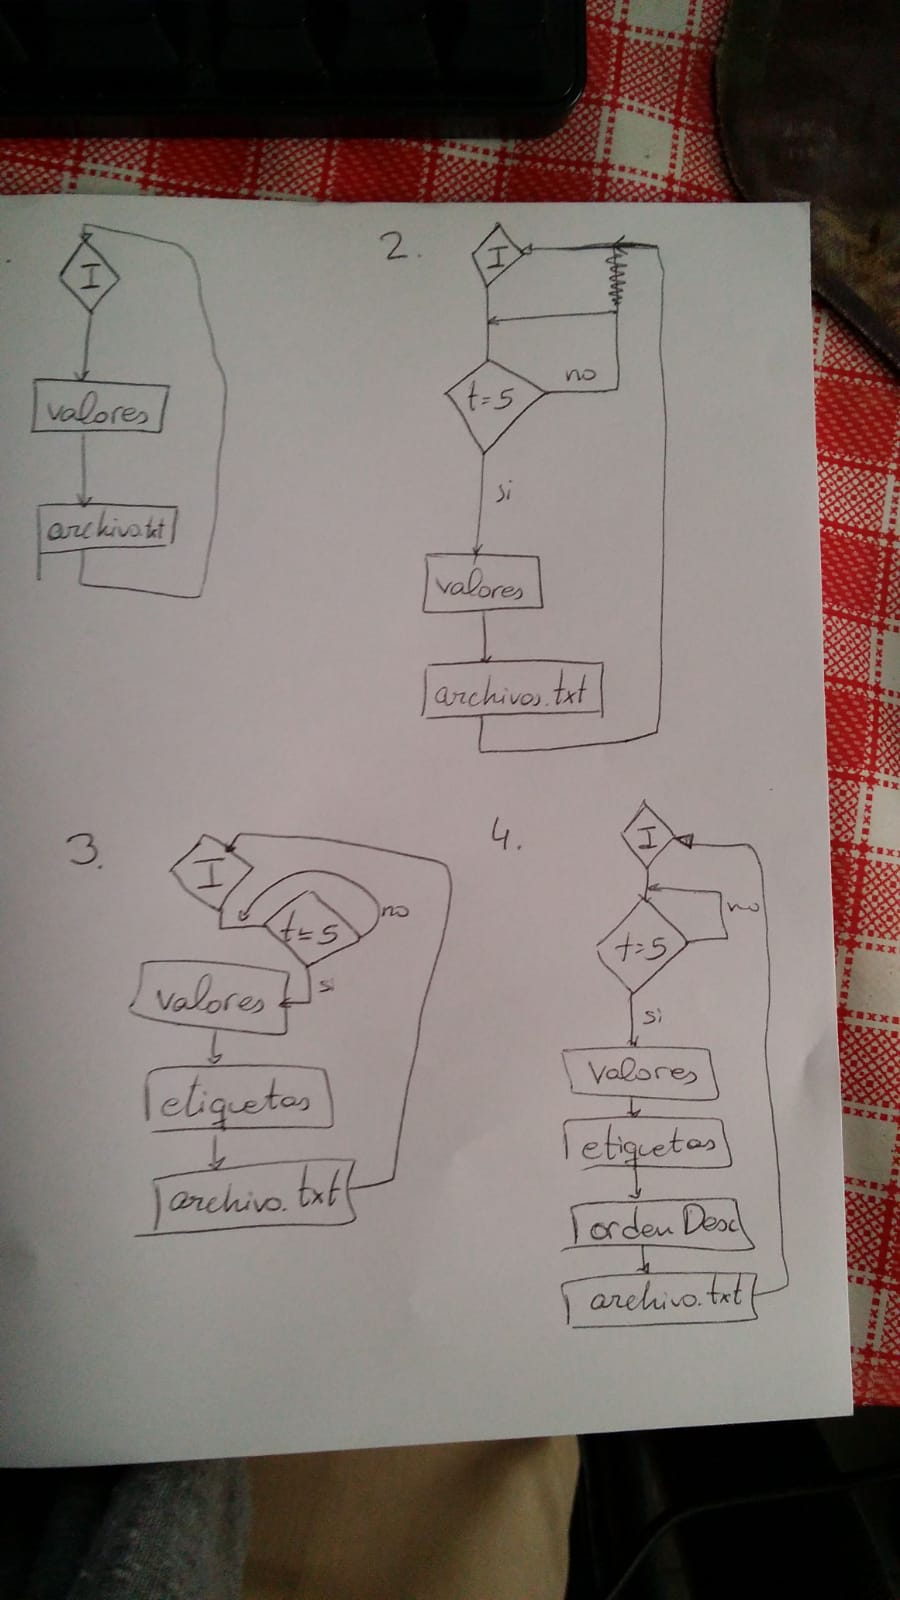 I
valores
archivo.txt
2.
I
t=5
no
si
valores
archivos.txt
3.
I
t=5
no
si
valores
etiquetas
archivo.txt
4.
I
t=5
no
si
valores
etiquetas
orden Desc
archivo.txt